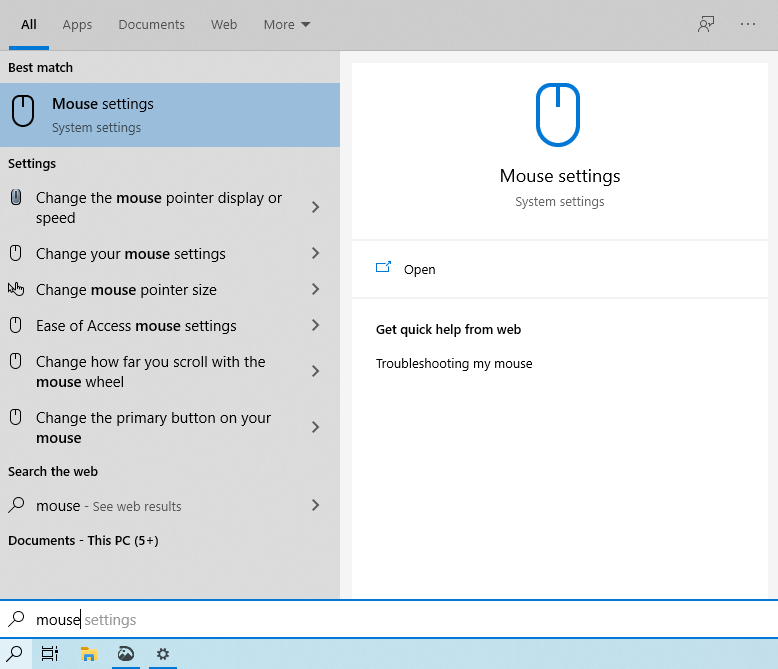 All Apps Documents Web More
Best match
Mouse settings
System settings
Settings
Change the mouse pointer display or
speed
Change your mouse settings
Change mouse pointer size
Ease of Access mouse settings
Change how far you scroll with the
mouse wheel
Change the primary button on your
mouse
Search the web
mouse - See web results
Documents - This PC (5+)
Mouse settings
System settings
Open
Get quick help from web
Troubleshooting my mouse
mouse settings